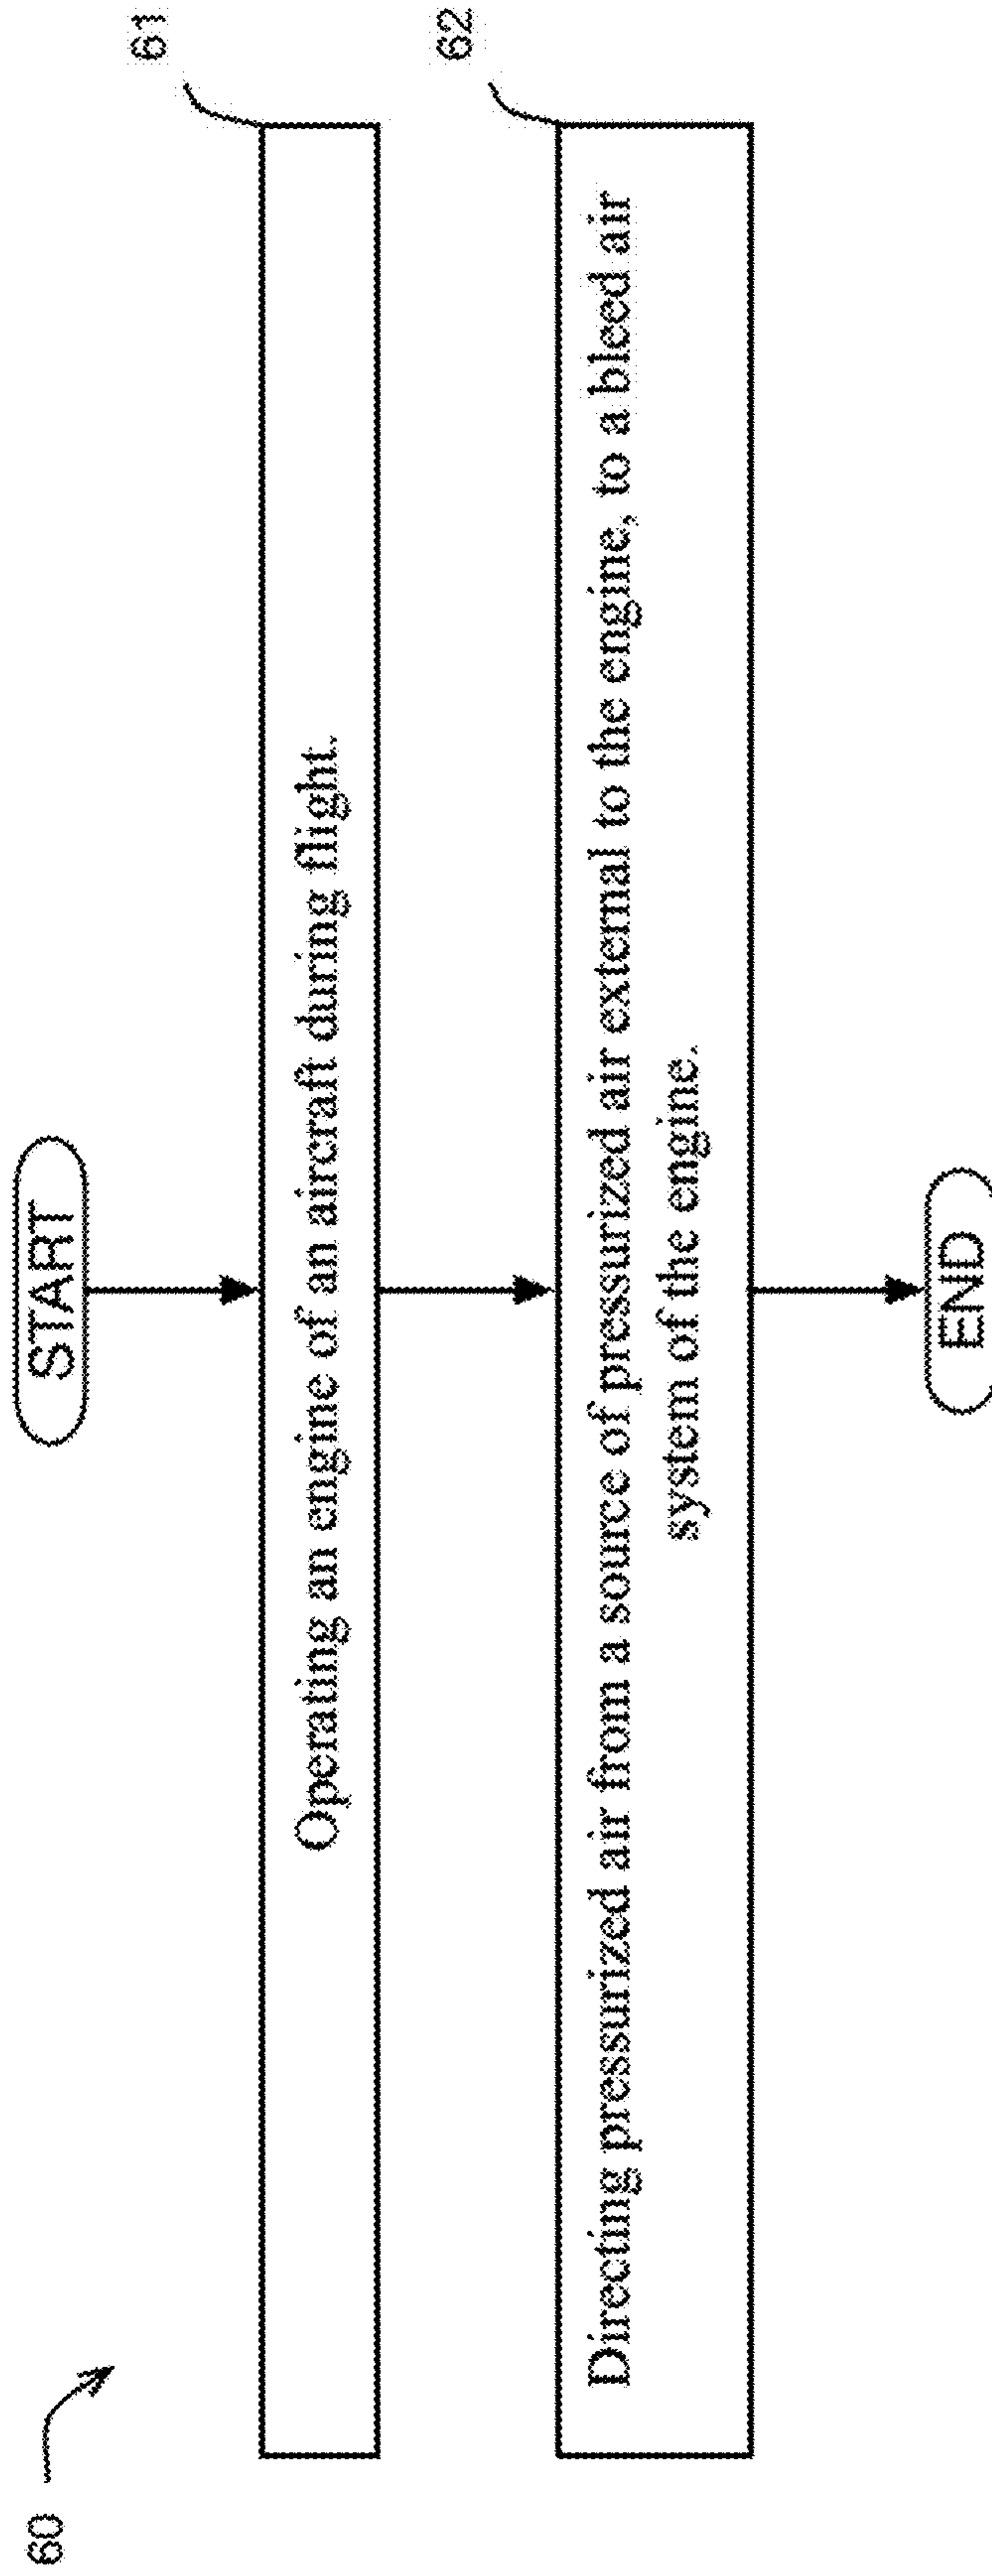 60
START
61
Operating an engine of an aircraft during flight.
62
Directing pressurized air from a source of pressurized air external to the engine, to a bleed air
system of the engine.
END